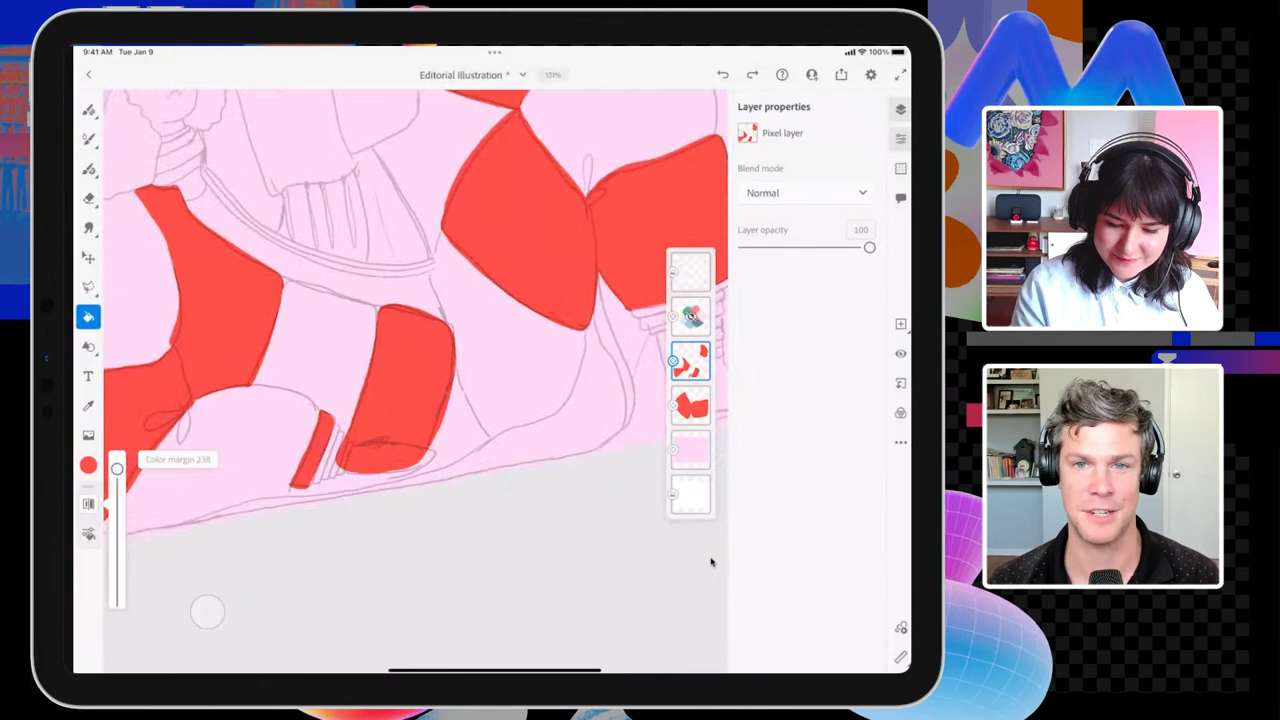 9:41 AM Tue Jan 9
100%
Editorial Illustration *
101%
Layer properties
Pixel layer
Blend mode
Normal
Layer opacity
100
T
Color margin 238